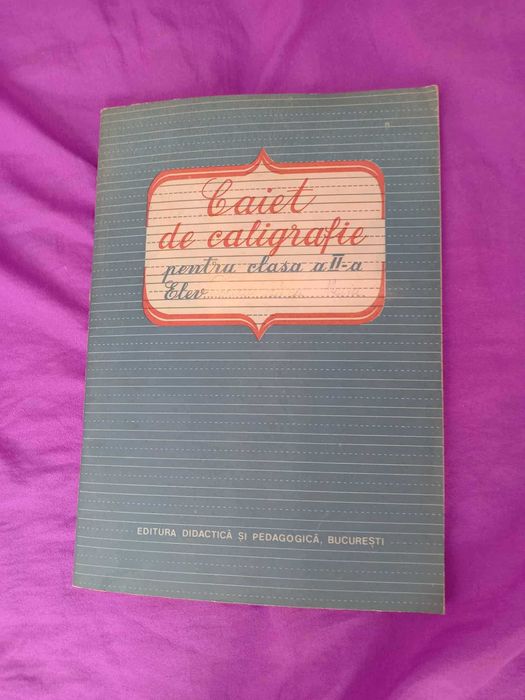 Caiet
de caligrafie
pentru clasa a II-a
Elev
EDITURA DIDACTICĂ ȘI PEDAGOGICĂ, BUCUREȘTI